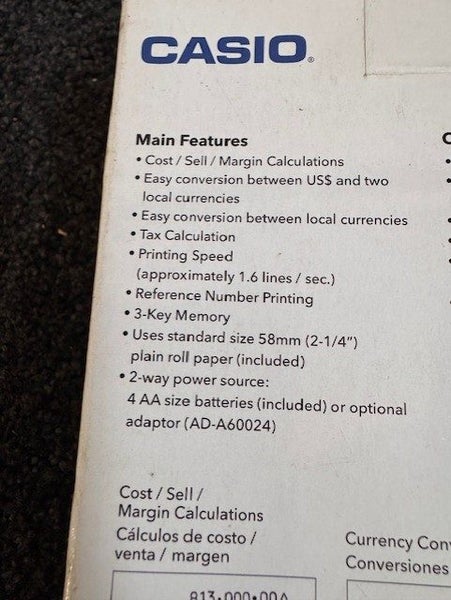 CASIO®
Main Features
• Cost / Sell / Margin Calculations
• Easy conversion between US$ and two
local currencies
• Easy conversion between local currencies
• Tax Calculation
• Printing Speed
(approximately 1.6 lines / sec.)
• Reference Number Printing
• 3-Key Memory
• Uses standard size 58mm (2-1/4")
plain roll paper (included)
• 2-way power source:
4 AA size batteries (included) or optional
adaptor (AD-A60024)
Cost / Sell /
Margin Calculations
Cálculos de costo /
venta / margen
Currency
Conversiones